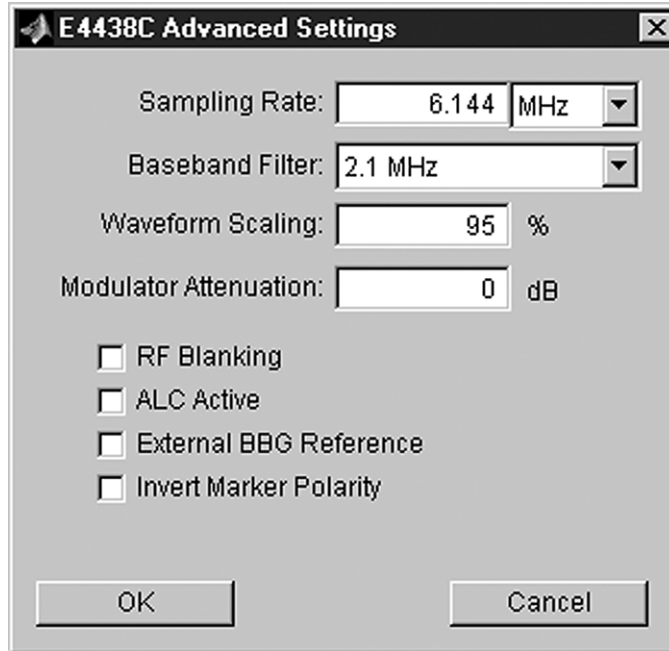 E4438C Advanced Settings
Sampling Rate: 6.144 MHz
Baseband Filter: 2.1 MHz
Waveform Scaling: 95 %
Modulator Attenuation: 0 dB
RF Blanking
ALC Active
External BBG Reference
Invert Marker Polarity
OK Cancel